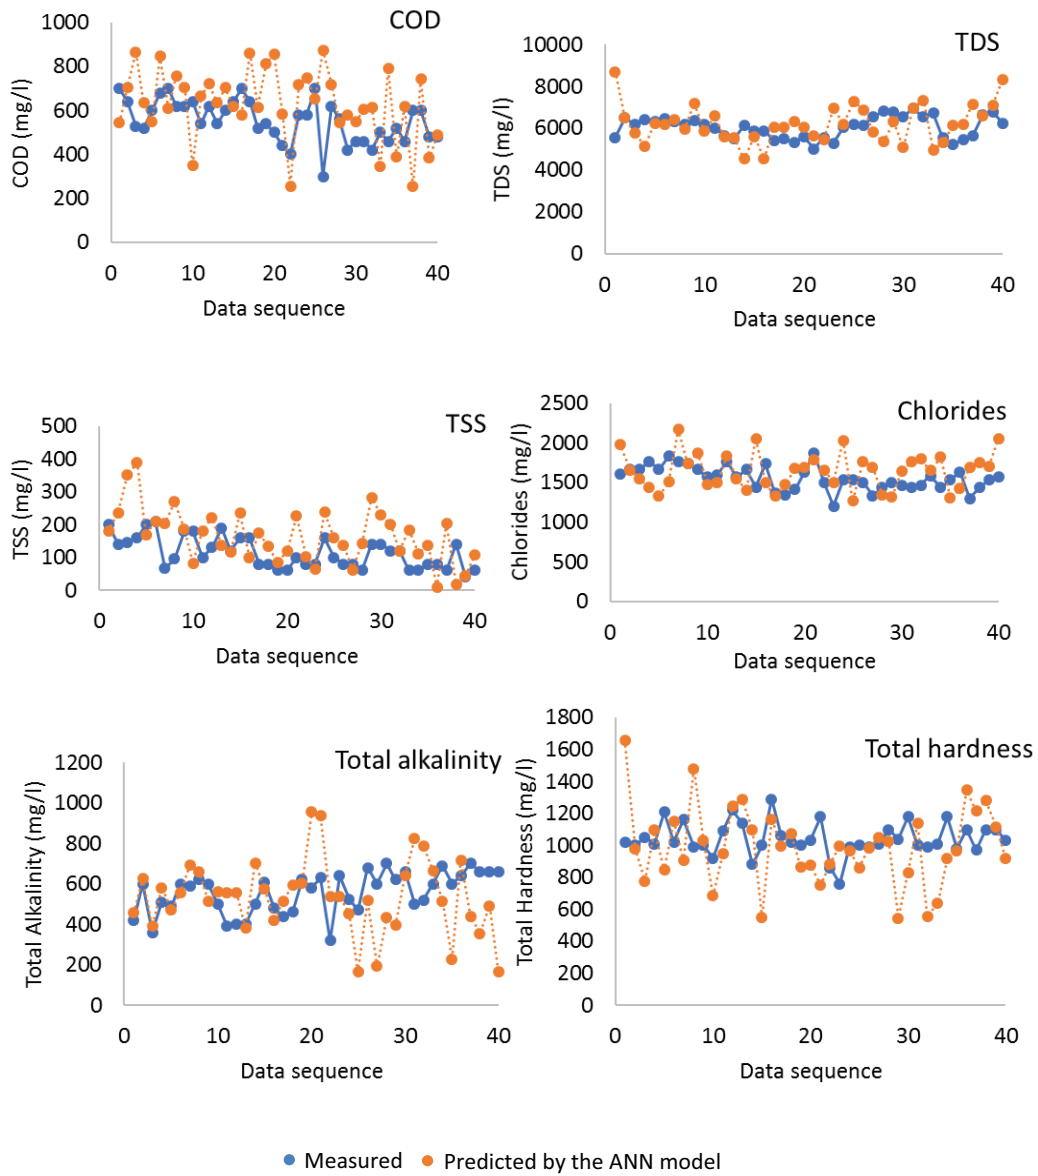 COD
1000
800
600
400
200
0
COD (mg/l)
0 10 20 30 40
Data sequence
TDS
10000
8000
6000
4000
2000
0
TDS (mg/l)
0 10 20 30 40
Data sequence
TSS
500
400
300
200
100
0
TSS (mg/l)
0 10 20 30 40
Data sequence
Chlorides
2500
2000
1500
1000
500
0
Chlorides (mg/l)
0 10 20 30 40
Data sequence
Total alkalinity
1200
1000
800
600
400
200
0
Total Alkalinity (mg/l)
0 10 20 30 40
Data sequence
Total hardness
1800
1600
1400
1200
1000
800
600
400
200
0
Total Hardness (mg/l)
0 10 20 30 40
Data sequence
Measured Predicted by the ANN model